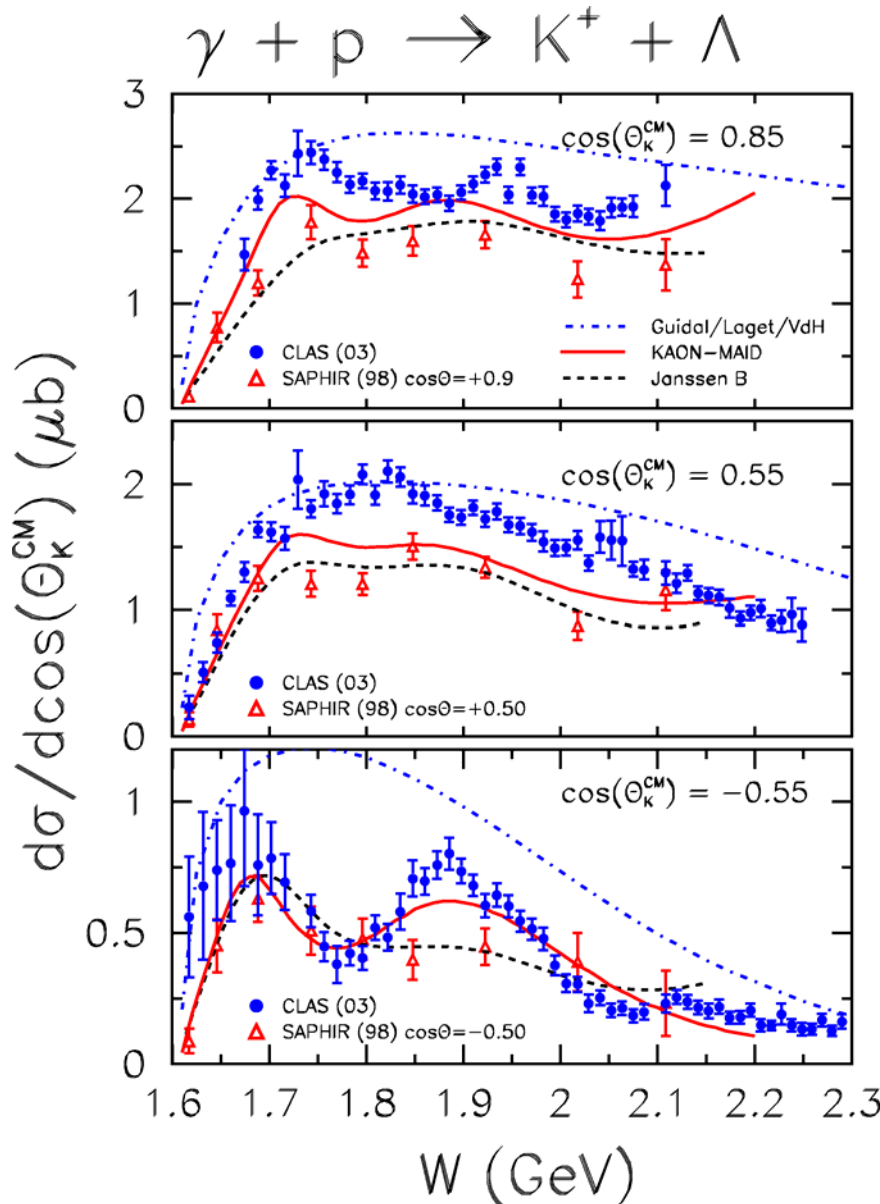 γ + p → K⁺ + Λ
dσ/dcos(Θ_K^CM) (μb)
3
cos(Θ_K^CM) = 0.85
2
1
0
Guidal/Laget/VdH
KAON-MAID
Janssen B
CLAS (03)
SAPHIR (98) cosΘ=+0.9
cos(Θ_K^CM) = 0.55
2
1
0
CLAS (03)
SAPHIR (98) cosΘ=+0.50
cos(Θ_K^CM) = -0.55
1
0.5
0
CLAS (03)
SAPHIR (98) cosΘ=-0.50
1.6 1.7 1.8 1.9 2 2.1 2.2 2.3
W (GeV)